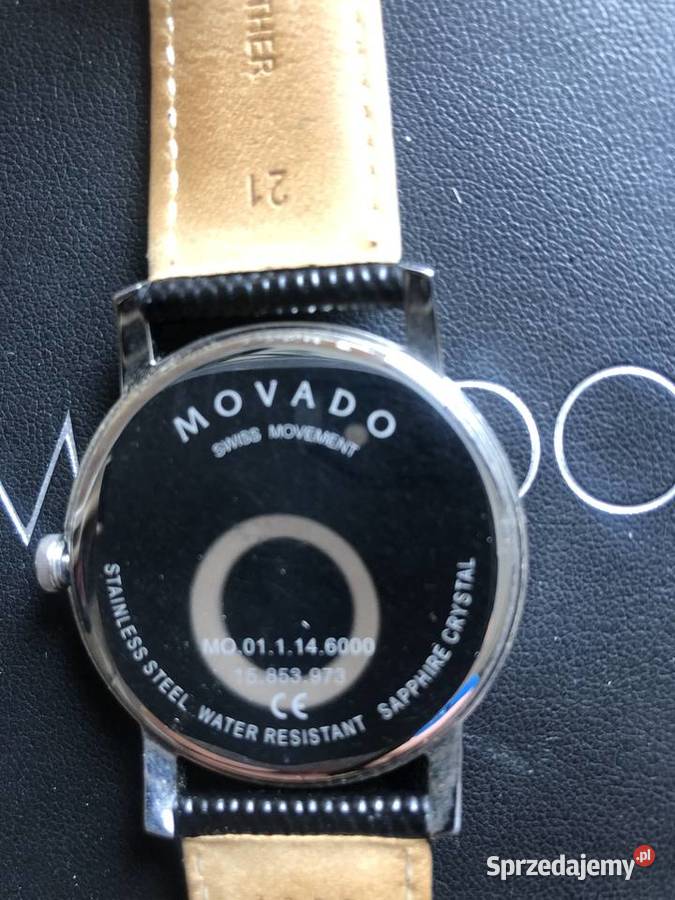 THER
21
MOVADO
SWISS MOVEMENT
MO.01.1.14.6000
15.853.973
CE
STAINLESS STEEL WATER RESISTANT SAPPHIRE CRYSTAL
Sprzedajemy.pl